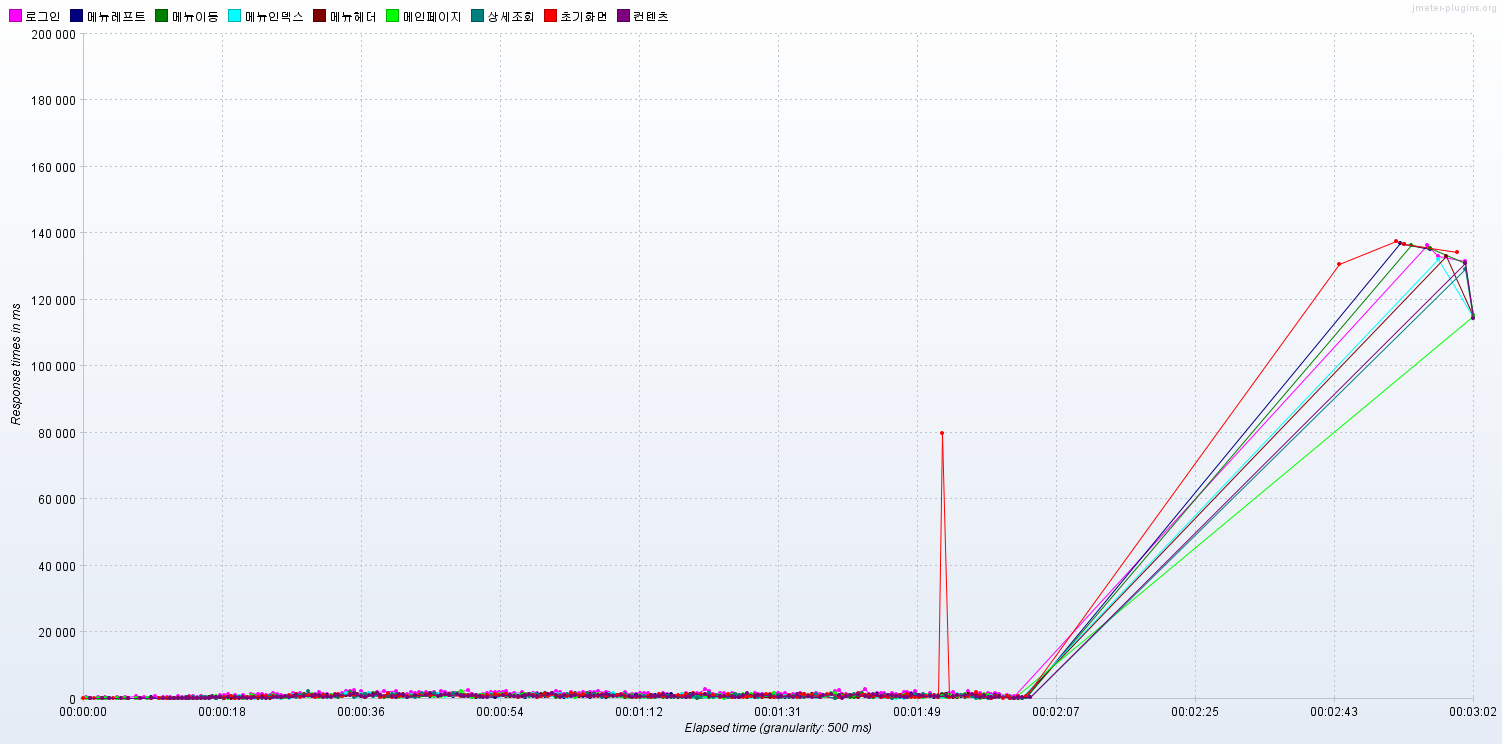 로그인 메뉴레프트 메뉴이동 메뉴인덱스 메뉴헤더 메인페이지 상세조회 초기화면 컨텐츠
jmeter-plugins.org
200 000
180 000
160 000
140 000
120 000
100 000
80 000
60 000
40 000
20 000
0
Response times in ms
00:00:00 00:00:18 00:00:36 00:00:54 00:01:12 00:01:31 00:01:49 00:02:07 00:02:25 00:02:43 00:03:02
Elapsed time (granularity: 500 ms)